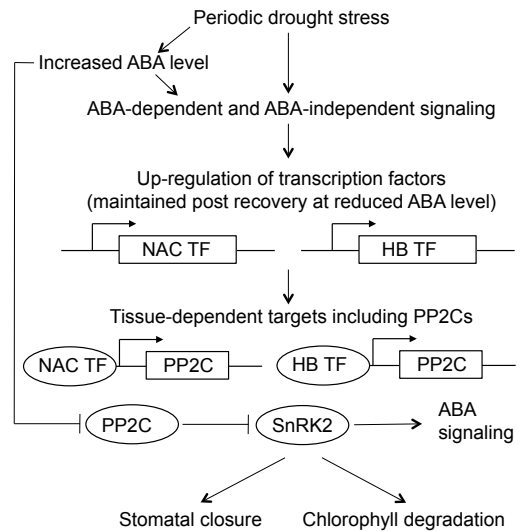 Periodic drought stress
Increased ABA level
ABA-dependent and ABA-independent signaling
Up-regulation of transcription factors
(maintained post recovery at reduced ABA level)
NAC TF
HB TF
Tissue-dependent targets including PP2Cs
NAC TF
PP2C
HB TF
PP2C
PP2C
SnRK2
ABA
signaling
Stomatal closure
Chlorophyll degradation